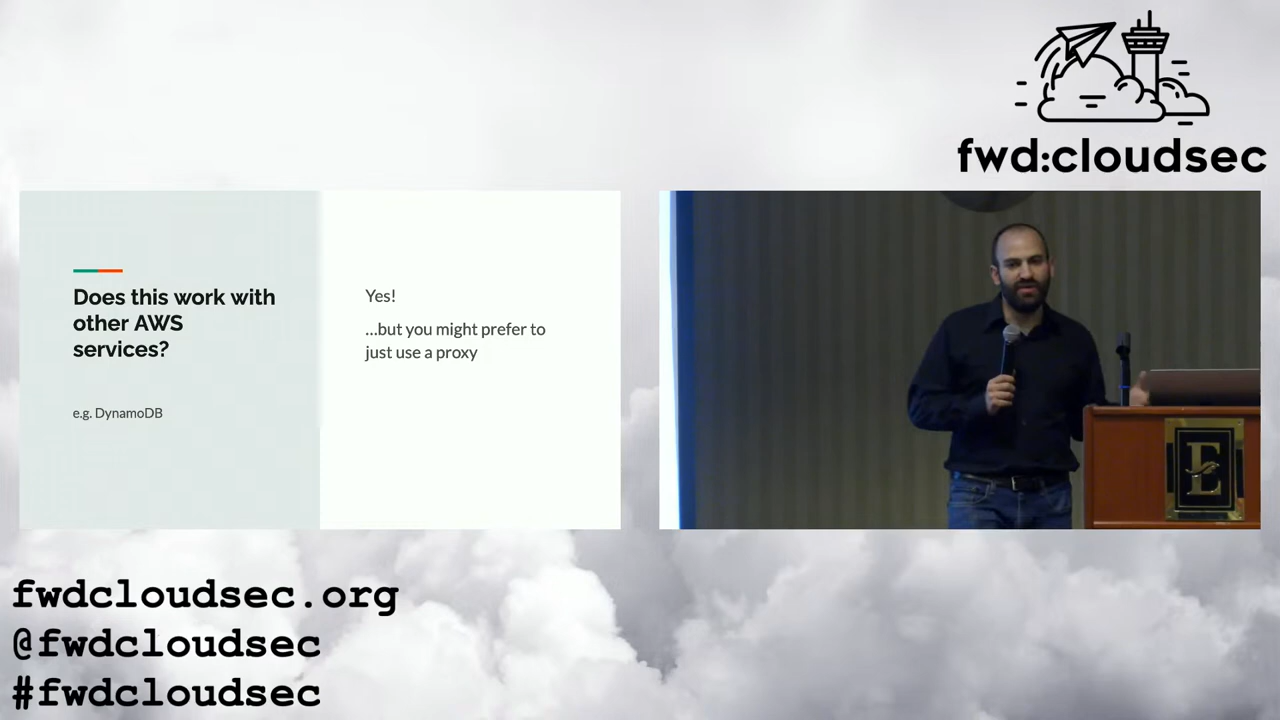 fwd:cloudsec
Does this work with
other AWS
services?
e.g. DynamoDB
Yes!
...but you might prefer to
just use a proxy
E
fwdcloudsec.org
@fwdcloudsec
#fwdcloudsec